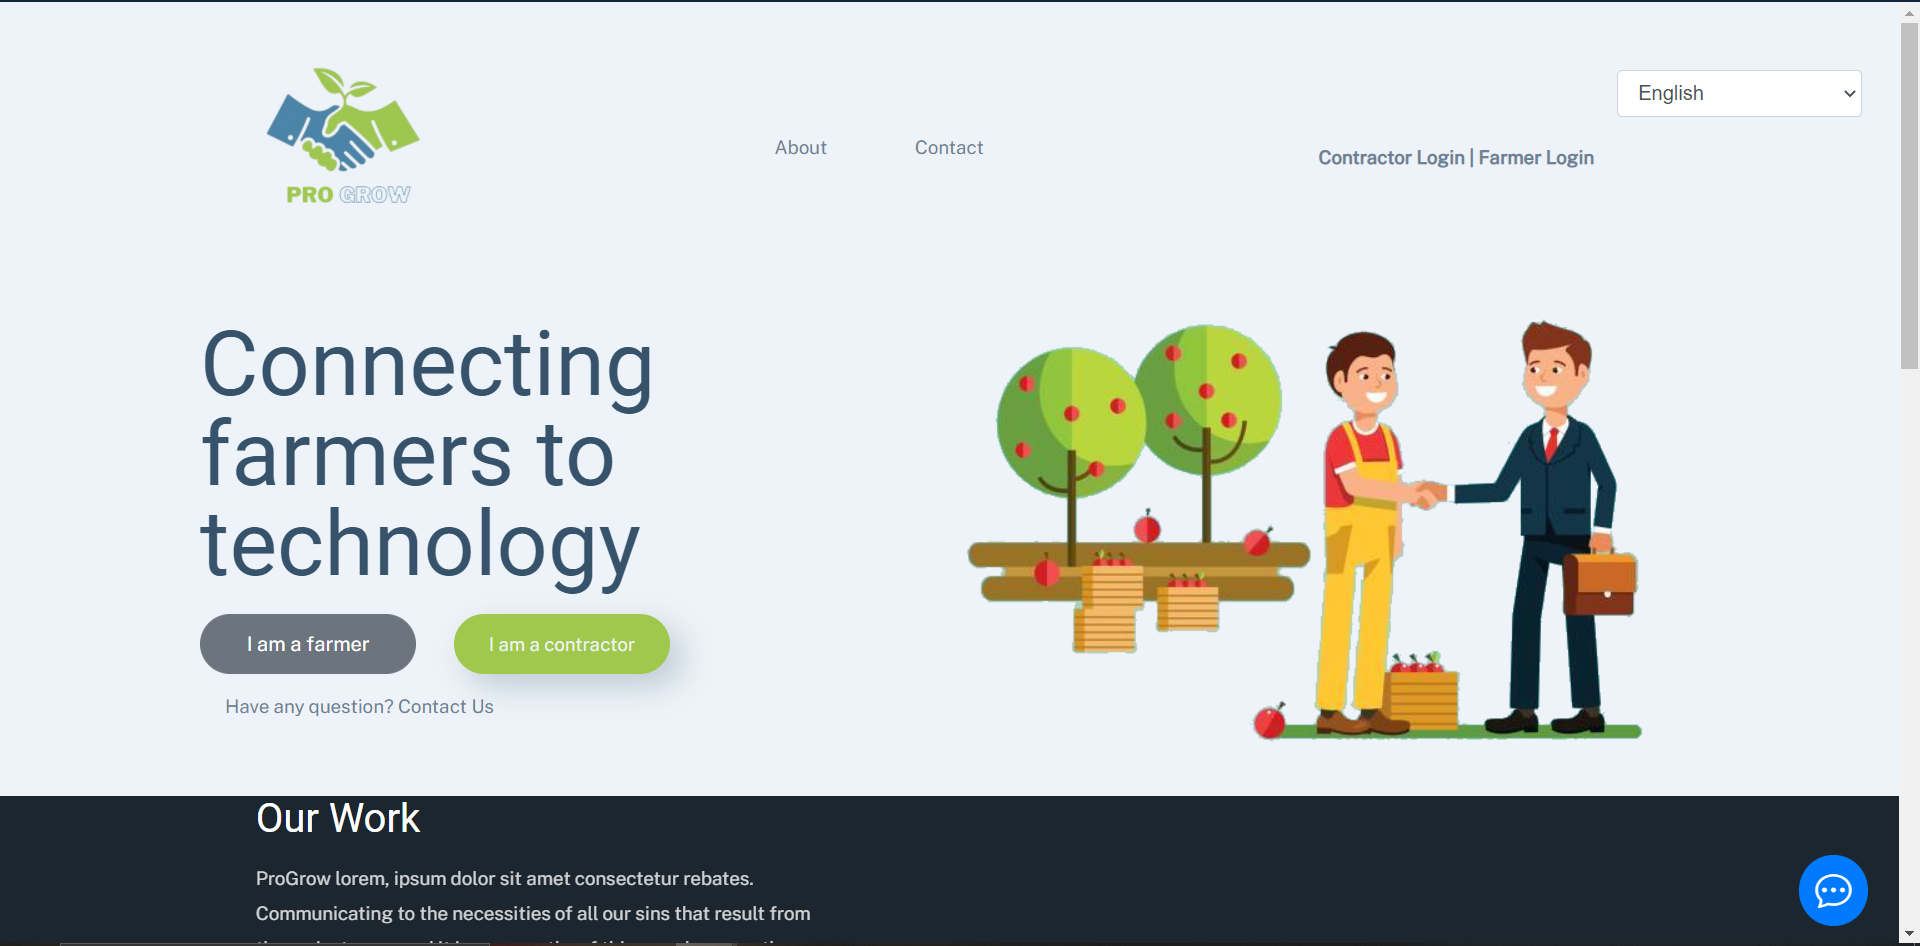 English
About
Contact
Contractor Login | Farmer Login
PRO GROW
Connecting
farmers to
technology
I am a farmer
I am a contractor
Have any question? Contact Us
Our Work
ProGrow lorem, ipsum dolor sit amet consectetur rebates.
Communicating to the necessities of all our sins that result from